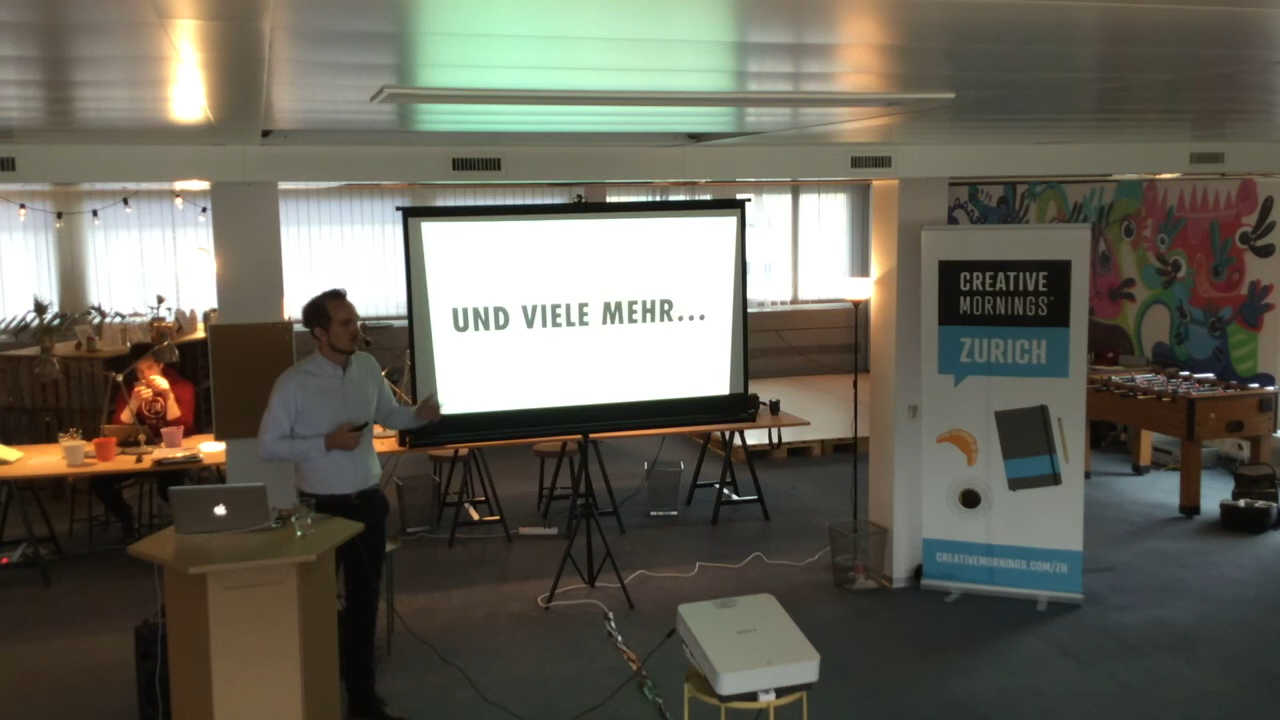 UND VIELE MEHR...
CREATIVE
MORNINGS®
ZURICH
CREATIVEMORNINGS.COM/ZH